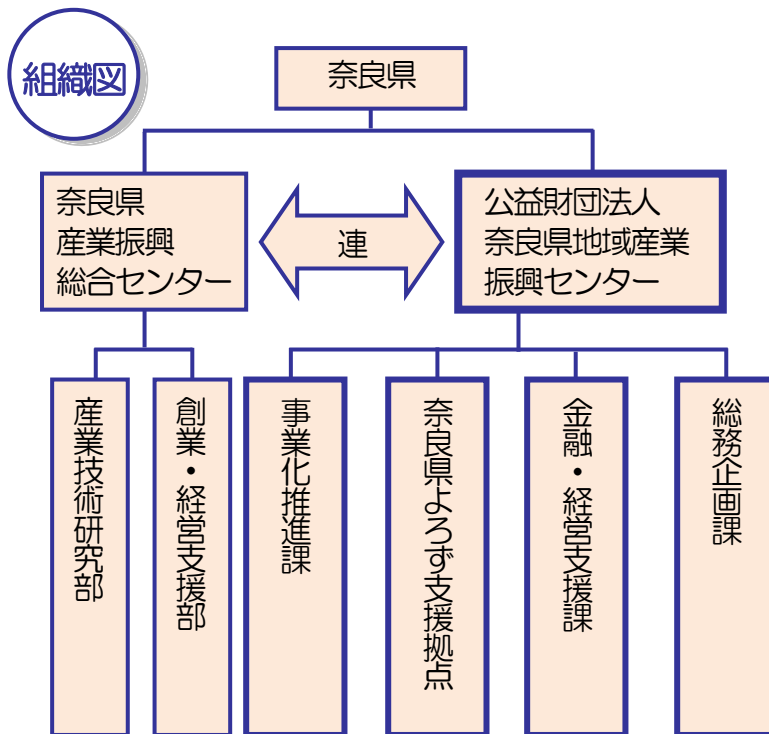 組織図
奈良県
奈良県
産業振興
総合センター
連
公益財団法人
奈良県地域産業
振興センター
産業技術研究部
創業・経営支援部
事業化推進課
奈良県よろず支援拠点
金融・経営支援課
総務企画課